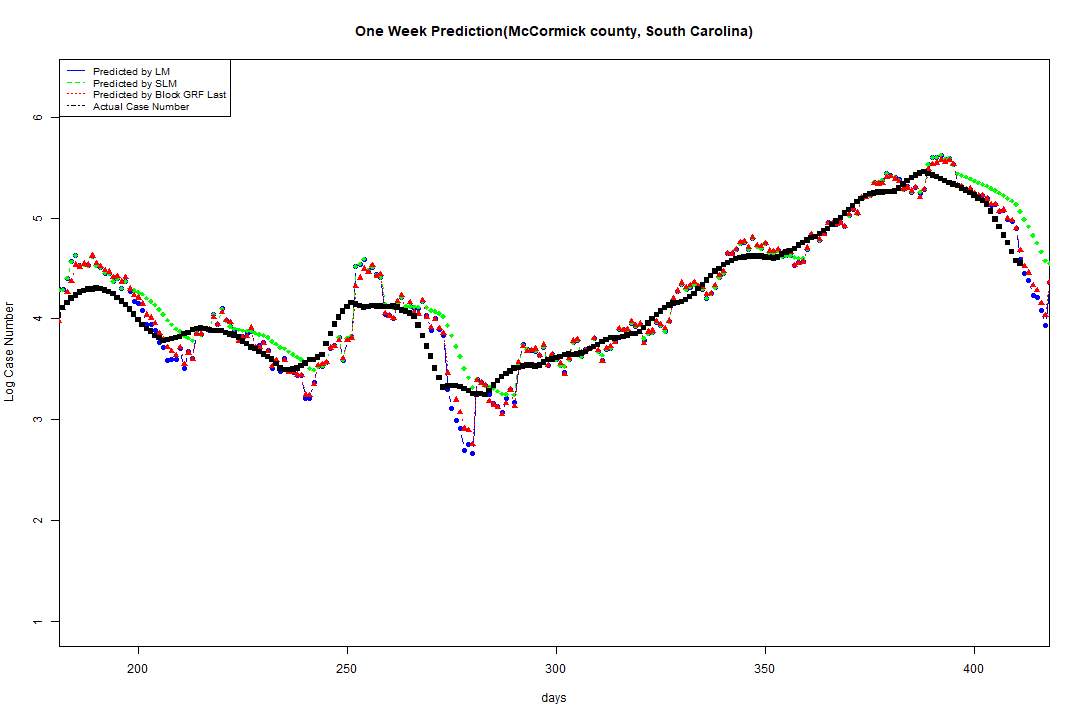 One Week Prediction(McCormick county, South Carolina)
Predicted by LM
Predicted by SLM
Predicted by Block GRF Last
Actual Case Number
6
5
4
3
2
1
Log Case Number
200 250 300 350 400
days